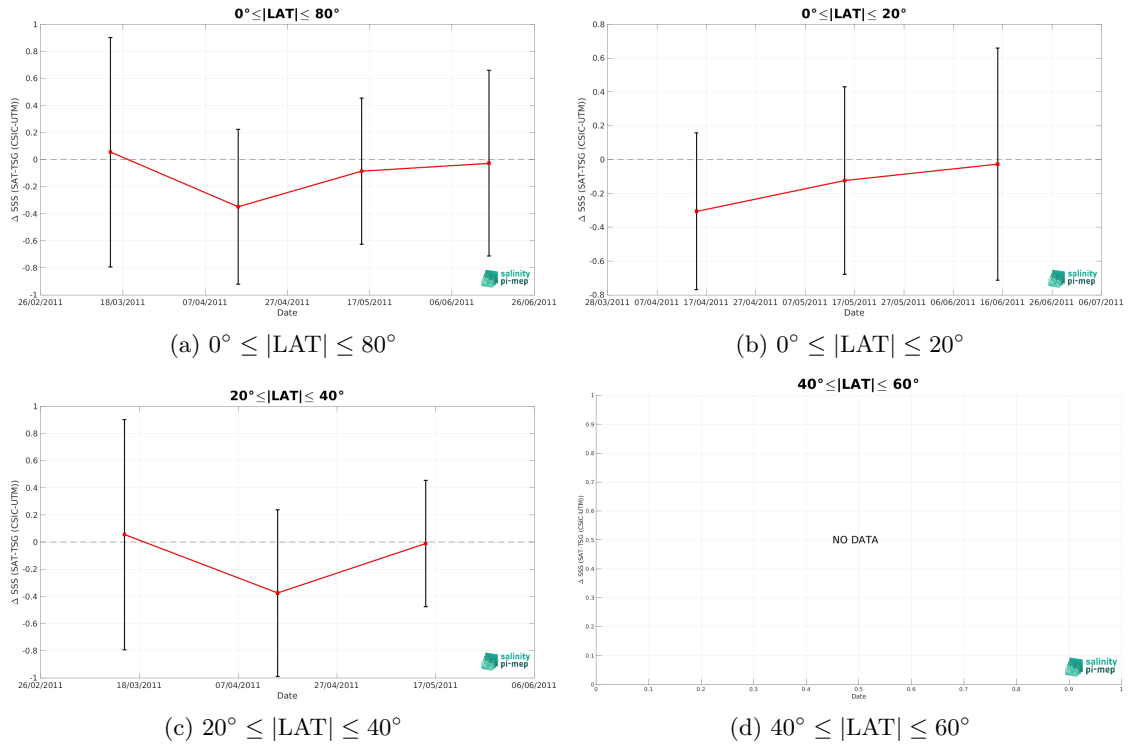 0°≤|LAT|≤ 80°
Δ SSS (SAT-TSG (CSIC-UTM))
1
0.8
0.6
0.4
0.2
0
-0.2
-0.4
-0.6
-0.8
-1
26/02/2011 18/03/2011 07/04/2011 27/04/2011 17/05/2011 06/06/2011 26/06/2011
Date
salinity
pi-mep
(a) 0° ≤ |LAT| ≤ 80°
0°≤|LAT|≤ 20°
Δ SSS (SAT-TSG (CSIC-UTM))
0.8
0.6
0.4
0.2
0
-0.2
-0.4
-0.6
-0.8
28/03/2011 07/04/2011 17/04/2011 27/04/2011 07/05/2011 17/05/2011 27/05/2011 06/06/2011 16/06/2011 26/06/2011 06/07/2011
Date
salinity
pi-mep
(b) 0° ≤ |LAT| ≤ 20°
20°≤|LAT|≤ 40°
Δ SSS (SAT-TSG (CSIC-UTM))
1
0.8
0.6
0.4
0.2
0
-0.2
-0.4
-0.6
-0.8
-1
26/02/2011 18/03/2011 07/04/2011 27/04/2011 17/05/2011 06/06/2011
Date
salinity
pi-mep
(c) 20° ≤ |LAT| ≤ 40°
40°≤|LAT|≤ 60°
Δ SSS (SAT-TSG (CSIC-UTM))
1
0.9
0.8
0.7
0.6
0.5
0.4
0.3
0.2
0.1
0
NO DATA
0 0.1 0.2 0.3 0.4 0.5 0.6 0.7 0.8 0.9 1
Date
salinity
pi-mep
(d) 40° ≤ |LAT| ≤ 60°